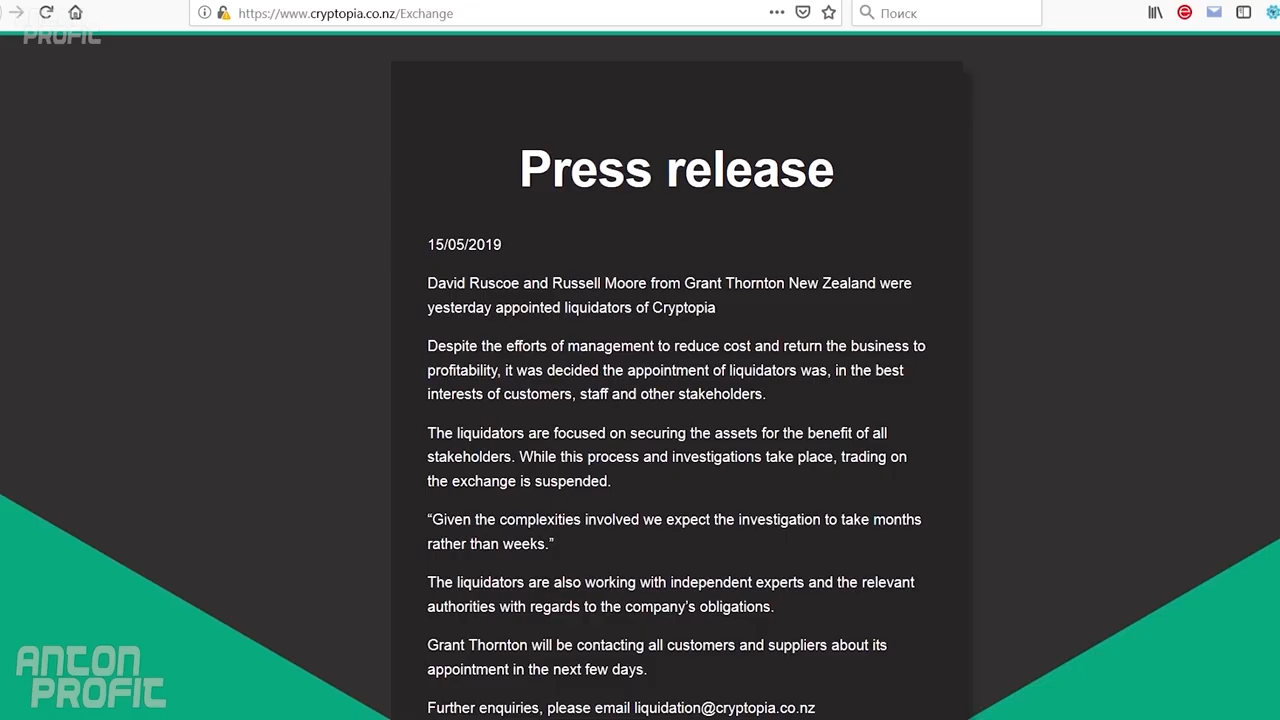 https://www.cryptopia.co.nz/Exchange
Поиск
PROFIT
Press release
15/05/2019
David Ruscoe and Russell Moore from Grant Thornton New Zealand were
yesterday appointed liquidators of Cryptopia
Despite the efforts of management to reduce cost and return the business to
profitability, it was decided the appointment of liquidators was, in the best
interests of customers, staff and other stakeholders.
The liquidators are focused on securing the assets for the benefit of all
stakeholders. While this process and investigations take place, trading on
the exchange is suspended.
“Given the complexities involved we expect the investigation to take months
rather than weeks.”
The liquidators are also working with independent experts and the relevant
authorities with regards to the company’s obligations.
Grant Thornton will be contacting all customers and suppliers about its
appointment in the next few days.
Further enquiries, please email liquidation@cryptopia.co.nz
ANTON
PROFIT